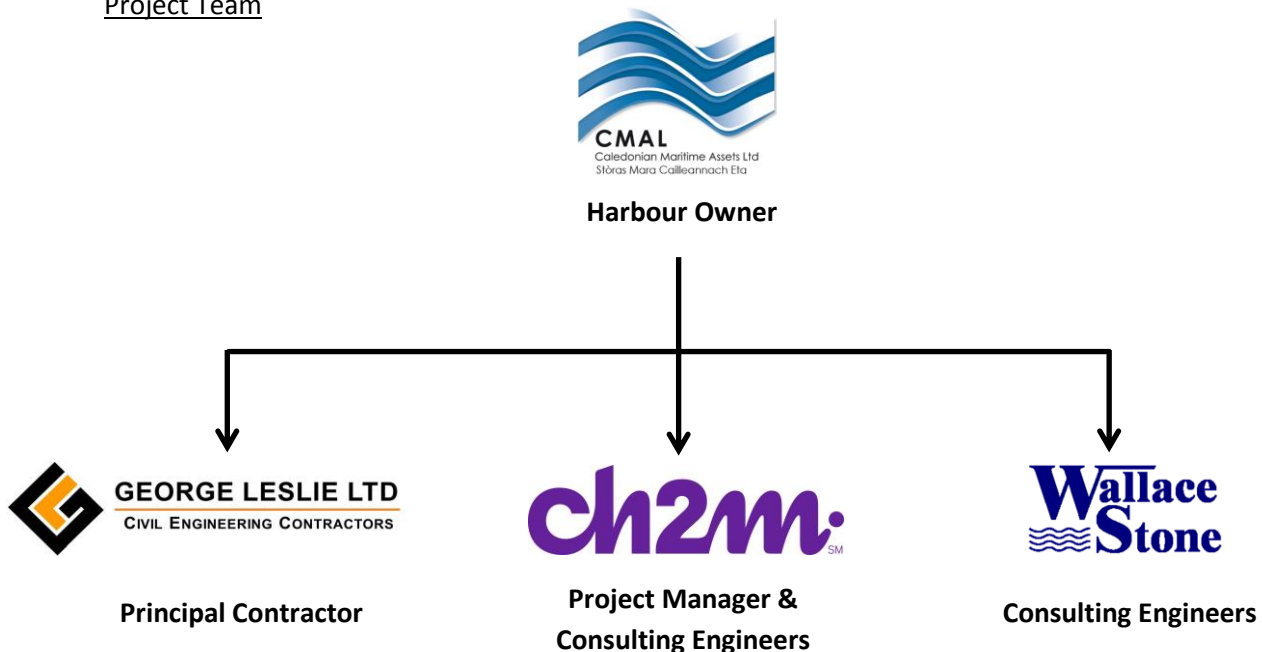 Project Team
CMAL
Caledonian Maritime Assets Ltd
Stòras Mara Cailleannach Eta
Harbour Owner
GEORGE LESLIE LTD
CIVIL ENGINEERING CONTRACTORS
ch2m:
SM
Wallace
Stone
Principal Contractor
Project Manager &
Consulting Engineers
Consulting Engineers